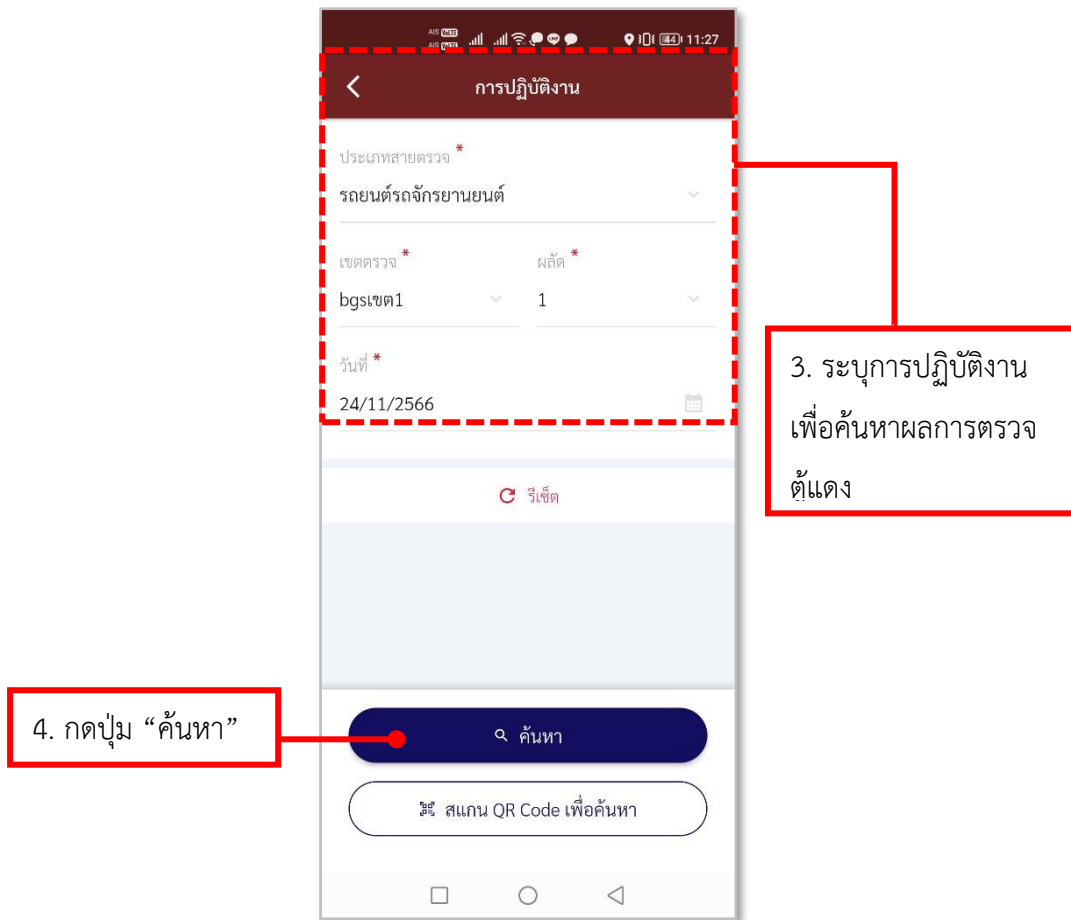 AIS VoLTE
AIS VoLTE
44 11:27
การปฏิบัติงาน
ประเภทสายตรวจ *
รถยนต์รถจักรยานยนต์
เขตตรวจ * ผลัด *
bgsเขต1 1
วันที่ *
24/11/2566
3. ระบุการปฏิบัติงาน
เพื่อค้นหาผลการตรวจ
ตู้แดง
รีเซ็ต
4. กดปุ่ม “ค้นหา”
ค้นหา
สแกน QR Code เพื่อค้นหา